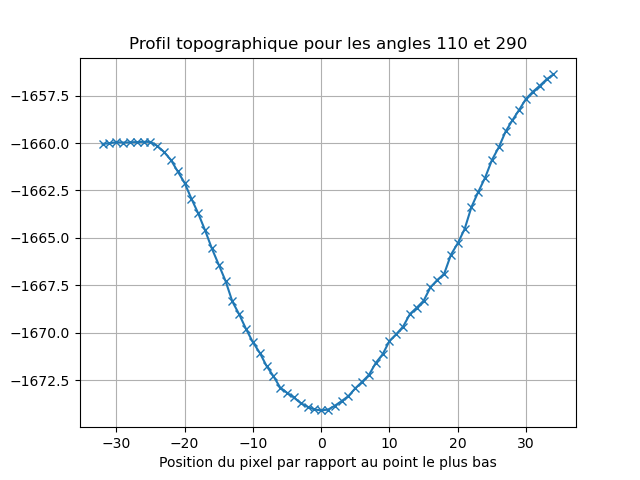 Profil topographique pour les angles 110 et 290
−1657.5
−1660.0
−1662.5
−1665.0
−1667.5
−1670.0
−1672.5
−30 −20 −10 0 10 20 30
Position du pixel par rapport au point le plus bas